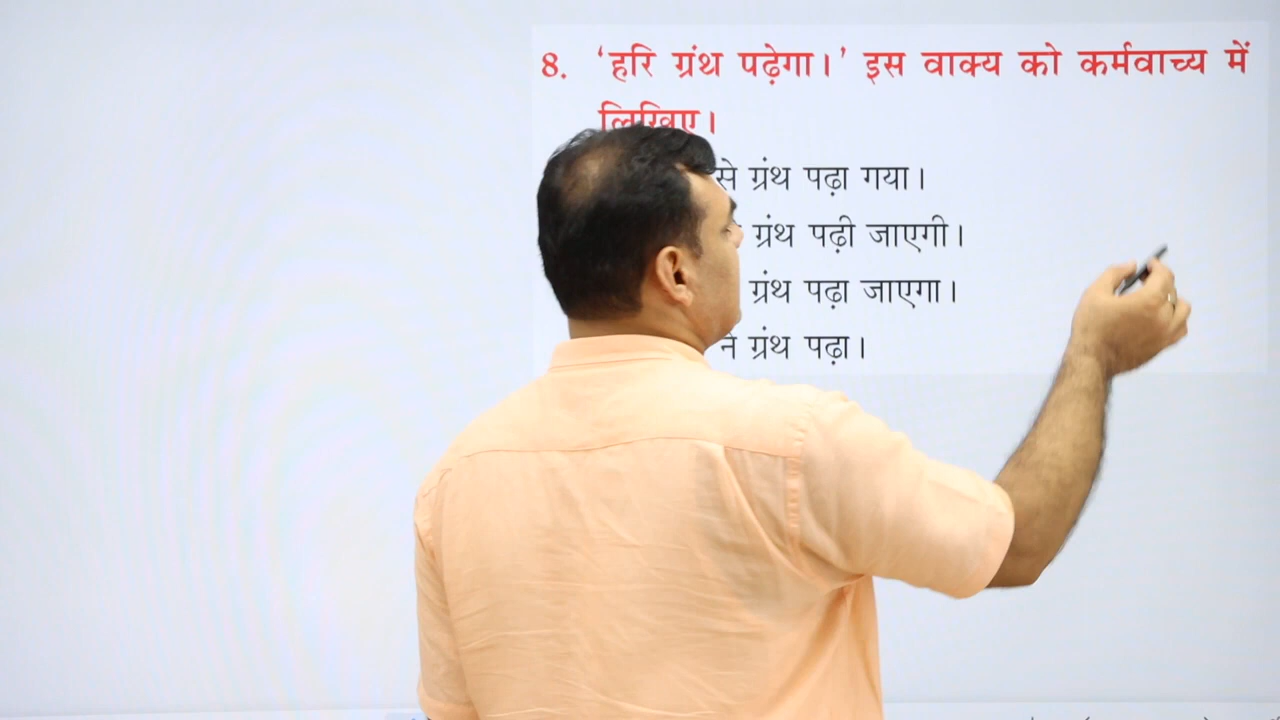 8. ‘हरि ग्रंथ पढ़ेगा।’ इस वाक्य को कर्मवाच्य में
लिखिए।
से ग्रंथ पढ़ा गया।
ग्रंथ पढ़ी जाएगी।
ग्रंथ पढ़ा जाएगा।
ने ग्रंथ पढ़ा।